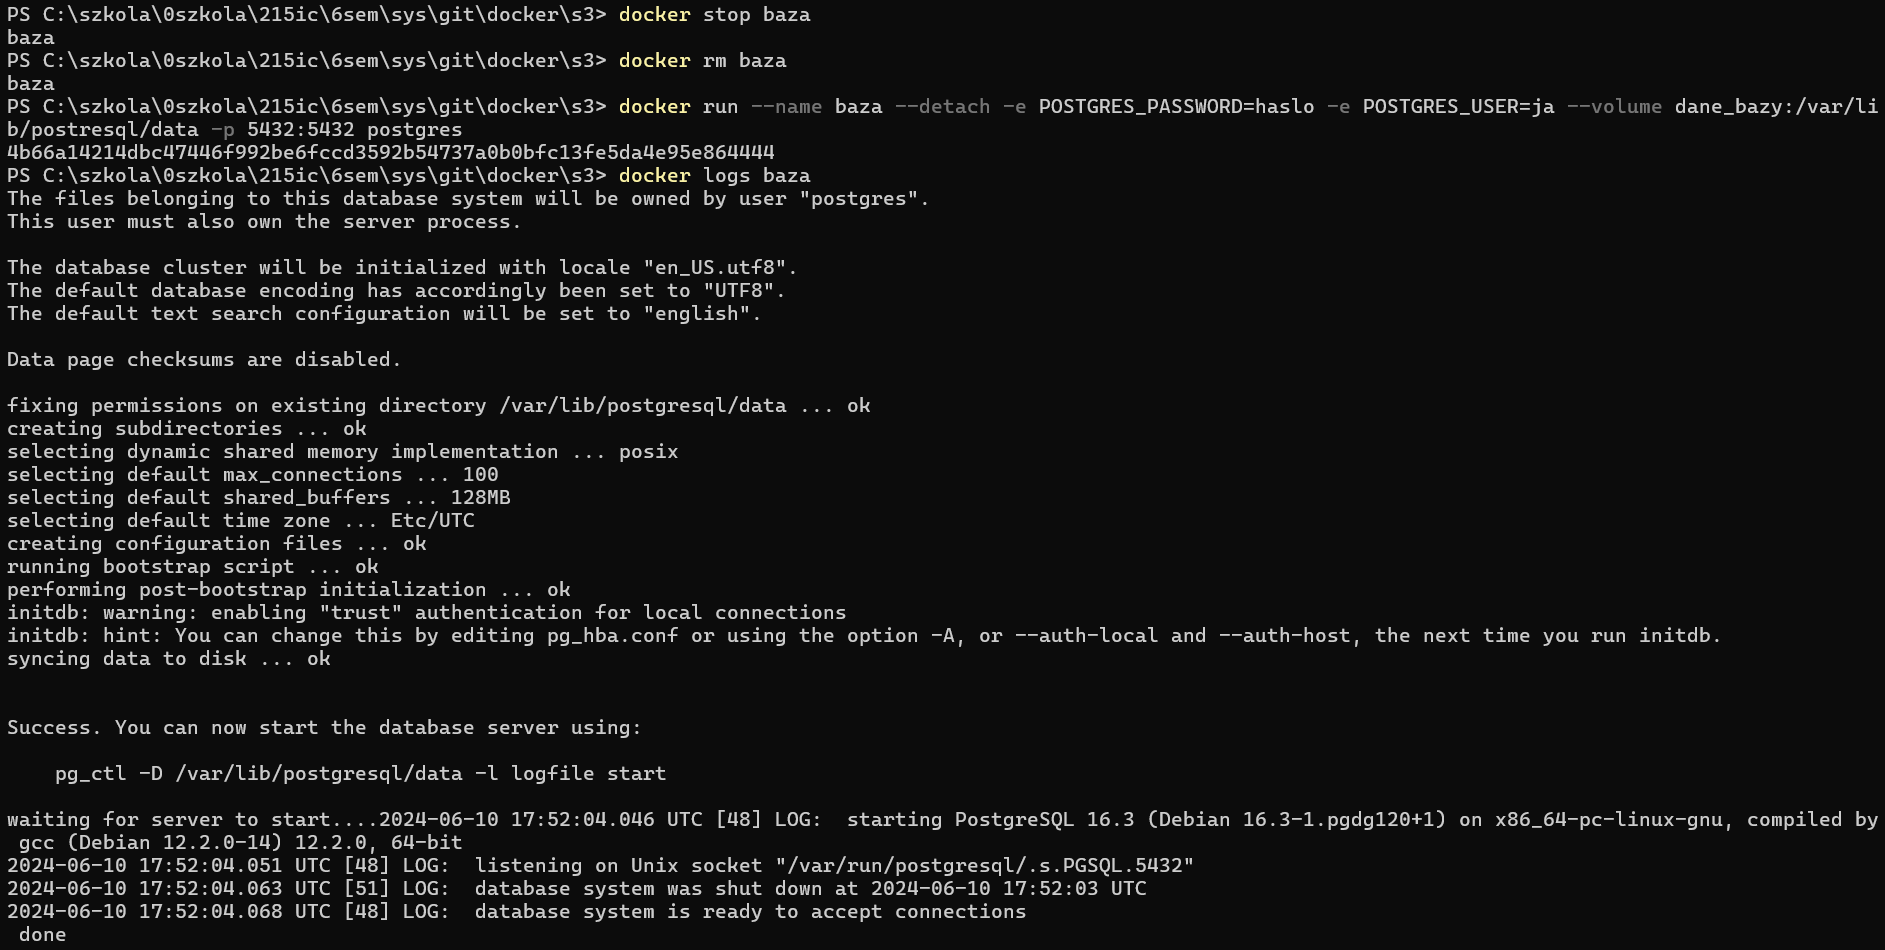 PS C:\szkola\0szkola\215ic\6sem\sys\git\docker\s3> docker stop baza
baza
PS C:\szkola\0szkola\215ic\6sem\sys\git\docker\s3> docker rm baza
baza
PS C:\szkola\0szkola\215ic\6sem\sys\git\docker\s3> docker run --name baza --detach -e POSTGRES_PASSWORD=haslo -e POSTGRES_USER=ja --volume dane_bazy:/var/li
b/postresql/data -p 5432:5432 postgres
4b66a14214dbc47446f992be6fccd3592b54737a0b0bfc13fe5da4e95e864444
PS C:\szkola\0szkola\215ic\6sem\sys\git\docker\s3> docker logs baza
The files belonging to this database system will be owned by user "postgres".
This user must also own the server process.

The database cluster will be initialized with locale "en_US.utf8".
The default database encoding has accordingly been set to "UTF8".
The default text search configuration will be set to "english".

Data page checksums are disabled.

fixing permissions on existing directory /var/lib/postgresql/data ... ok
creating subdirectories ... ok
selecting dynamic shared memory implementation ... posix
selecting default max_connections ... 100
selecting default shared_buffers ... 128MB
selecting default time zone ... Etc/UTC
creating configuration files ... ok
running bootstrap script ... ok
performing post-bootstrap initialization ... ok
initdb: warning: enabling "trust" authentication for local connections
initdb: hint: You can change this by editing pg_hba.conf or using the option -A, or --auth-local and --auth-host, the next time you run initdb.
syncing data to disk ... ok


Success. You can now start the database server using:

    pg_ctl -D /var/lib/postgresql/data -l logfile start

waiting for server to start....2024-06-10 17:52:04.046 UTC [48] LOG:  starting PostgreSQL 16.3 (Debian 16.3-1.pgdg120+1) on x86_64-pc-linux-gnu, compiled by
 gcc (Debian 12.2.0-14) 12.2.0, 64-bit
2024-06-10 17:52:04.051 UTC [48] LOG:  listening on Unix socket "/var/run/postgresql/.s.PGSQL.5432"
2024-06-10 17:52:04.063 UTC [51] LOG:  database system was shut down at 2024-06-10 17:52:03 UTC
2024-06-10 17:52:04.068 UTC [48] LOG:  database system is ready to accept connections
 done